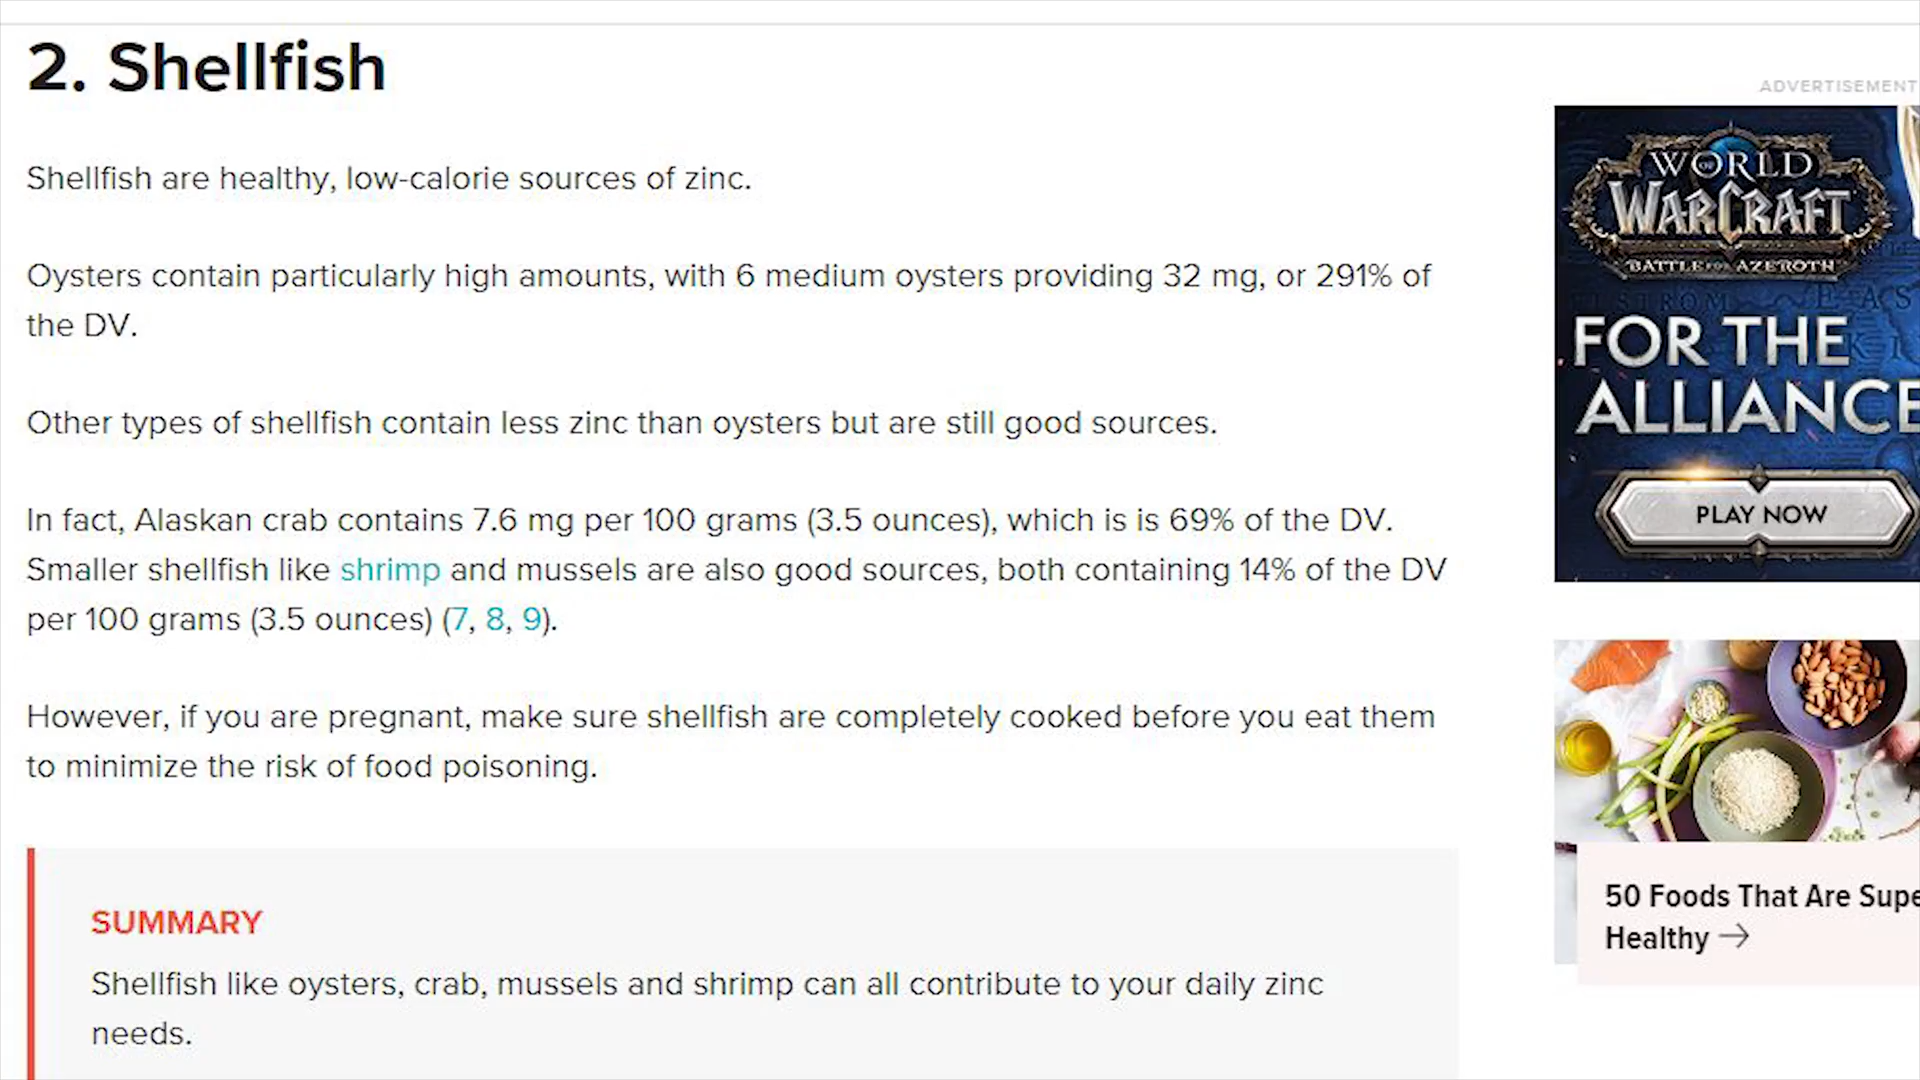 2. Shellfish
Shellfish are healthy, low-calorie sources of zinc.
Oysters contain particularly high amounts, with 6 medium oysters providing 32 mg, or 291% of
the DV.
Other types of shellfish contain less zinc than oysters but are still good sources.
In fact, Alaskan crab contains 7.6 mg per 100 grams (3.5 ounces), which is is 69% of the DV.
Smaller shellfish like shrimp and mussels are also good sources, both containing 14% of the DV
per 100 grams (3.5 ounces) (7, 8, 9).
However, if you are pregnant, make sure shellfish are completely cooked before you eat them
to minimize the risk of food poisoning.
SUMMARY
Shellfish like oysters, crab, mussels and shrimp can all contribute to your daily zinc
needs.
ADVERTISEMENT
WORLD
OF
WARCRAFT
BATTLE FOR AZEROTH
FOR THE
ALLIANCE
PLAY NOW
50 Foods That Are Supe
Healthy →